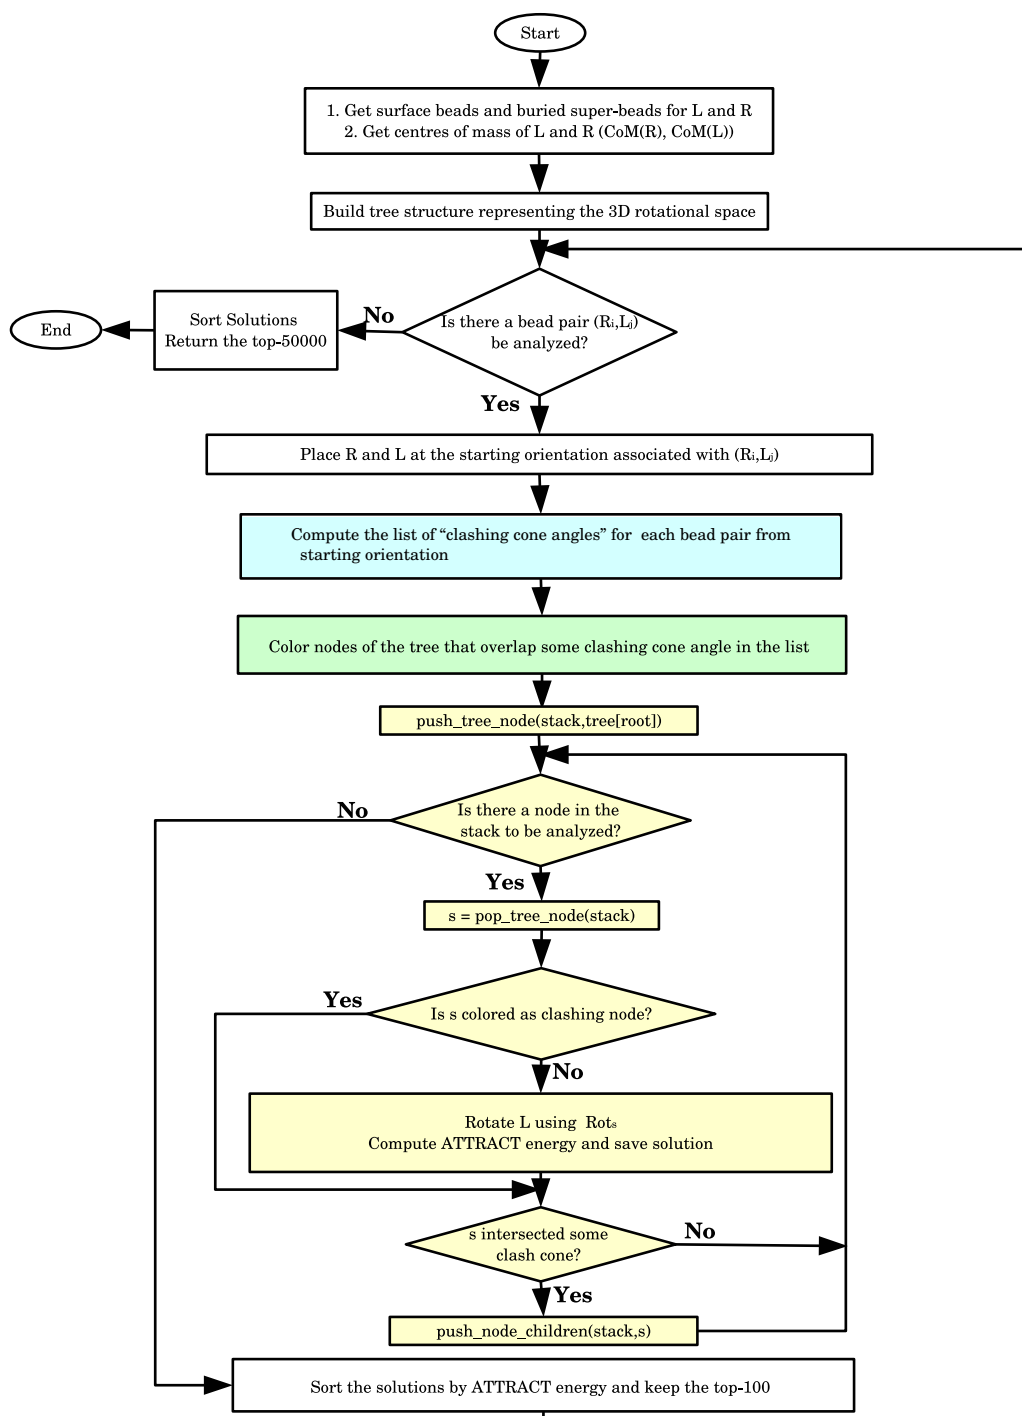 Start
1. Get surface beads and buried super-beads for L and R
2. Get centres of mass of L and R (CoM(R), CoM(L))
Build tree structure representing the 3D rotational space
Is there a bead pair (Ri,Lj)
be analyzed?
No
Sort Solutions
Return the top-50000
End
Yes
Place R and L at the starting orientation associated with (Ri,Lj)
Compute the list of “clashing cone angles” for each bead pair from
starting orientation
Color nodes of the tree that overlap some clashing cone angle in the list
push_tree_node(stack,tree[root])
Is there a node in the
stack to be analyzed?
No
Yes
s = pop_tree_node(stack)
Is s colored as clashing node?
Yes
No
Rotate L using Rots
Compute ATTRACT energy and save solution
s intersected some
clash cone?
No
Yes
push_node_children(stack,s)
Sort the solutions by ATTRACT energy and keep the top-100